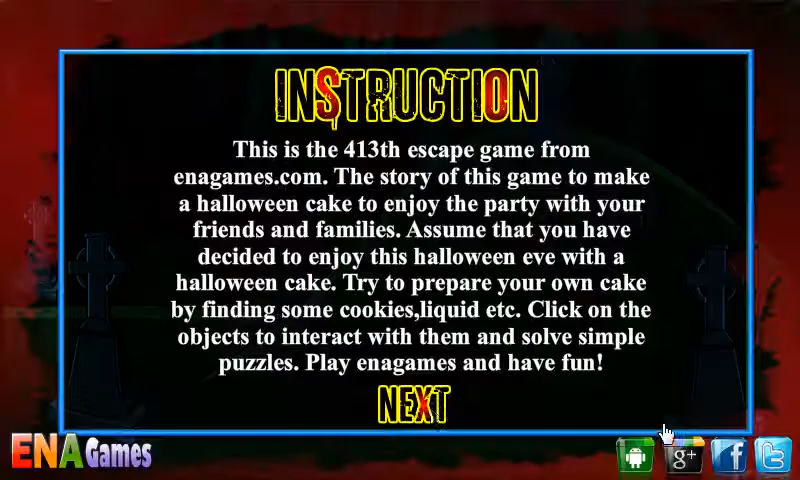 INSTRUCTION
This is the 413th escape game from
enagames.com. The story of this game to make
a halloween cake to enjoy the party with your
friends and families. Assume that you have
decided to enjoy this halloween eve with a
halloween cake. Try to prepare your own cake
by finding some cookies,liquid etc. Click on the
objects to interact with them and solve simple
puzzles. Play enagames and have fun!
NEXT
ENA Games
g+ f t